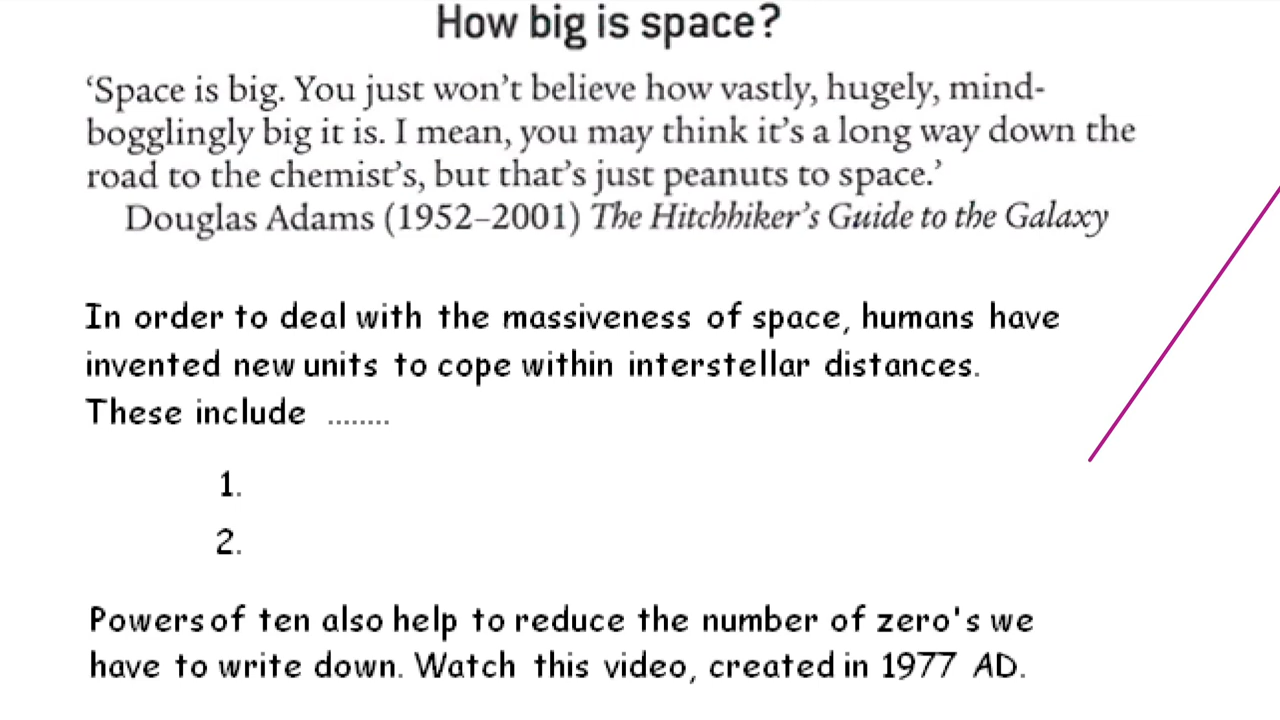 How big is space?
‘Space is big. You just won’t believe how vastly, hugely, mind-
bogglingly big it is. I mean, you may think it’s a long way down the
road to the chemist’s, but that’s just peanuts to space.’
Douglas Adams (1952–2001) The Hitchhiker’s Guide to the Galaxy
In order to deal with the massiveness of space, humans have
invented new units to cope within interstellar distances.
These include ........
1.
2.
Powers of ten also help to reduce the number of zero's we
have to write down. Watch this video, created in 1977 AD.